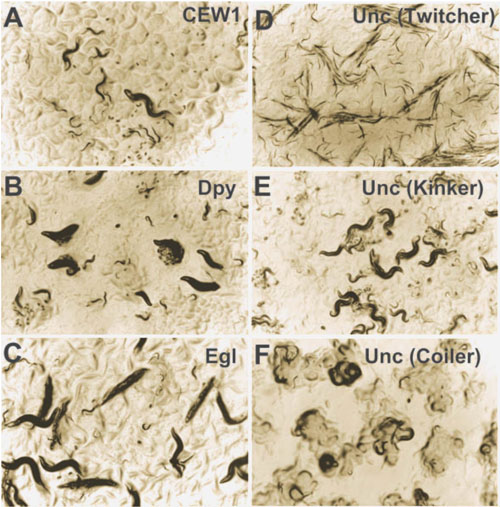 A CEW1
D Unc (Twitcher)
B Dpy
E Unc (Kinker)
C Egl
F Unc (Coiler)